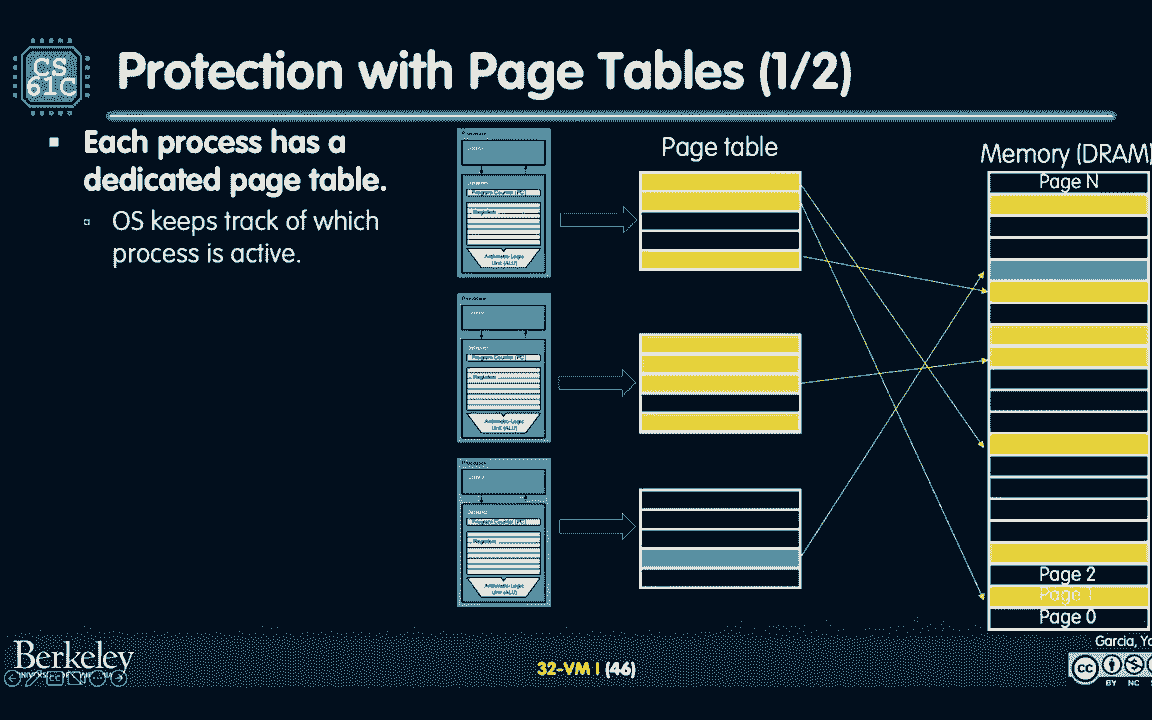 CS
61C
Protection with Page Tables (1/2)
Each process has a
dedicated page table.
OS keeps track of which
process is active.
Processor
Control
Datapath
Program Counter (PC)
Registers
Arithmetic-Logic
Unit (ALU)
Processor
Control
Datapath
Program Counter (PC)
Registers
Arithmetic-Logic
Unit (ALU)
Processor
Control
Datapath
Program Counter (PC)
Registers
Arithmetic-Logic
Unit (ALU)
Page table
Memory (DRAM)
Page N
Page 2
Page 1
Page 0
Berkeley
32-VM I (46)
Garcia,
cc
BY NC